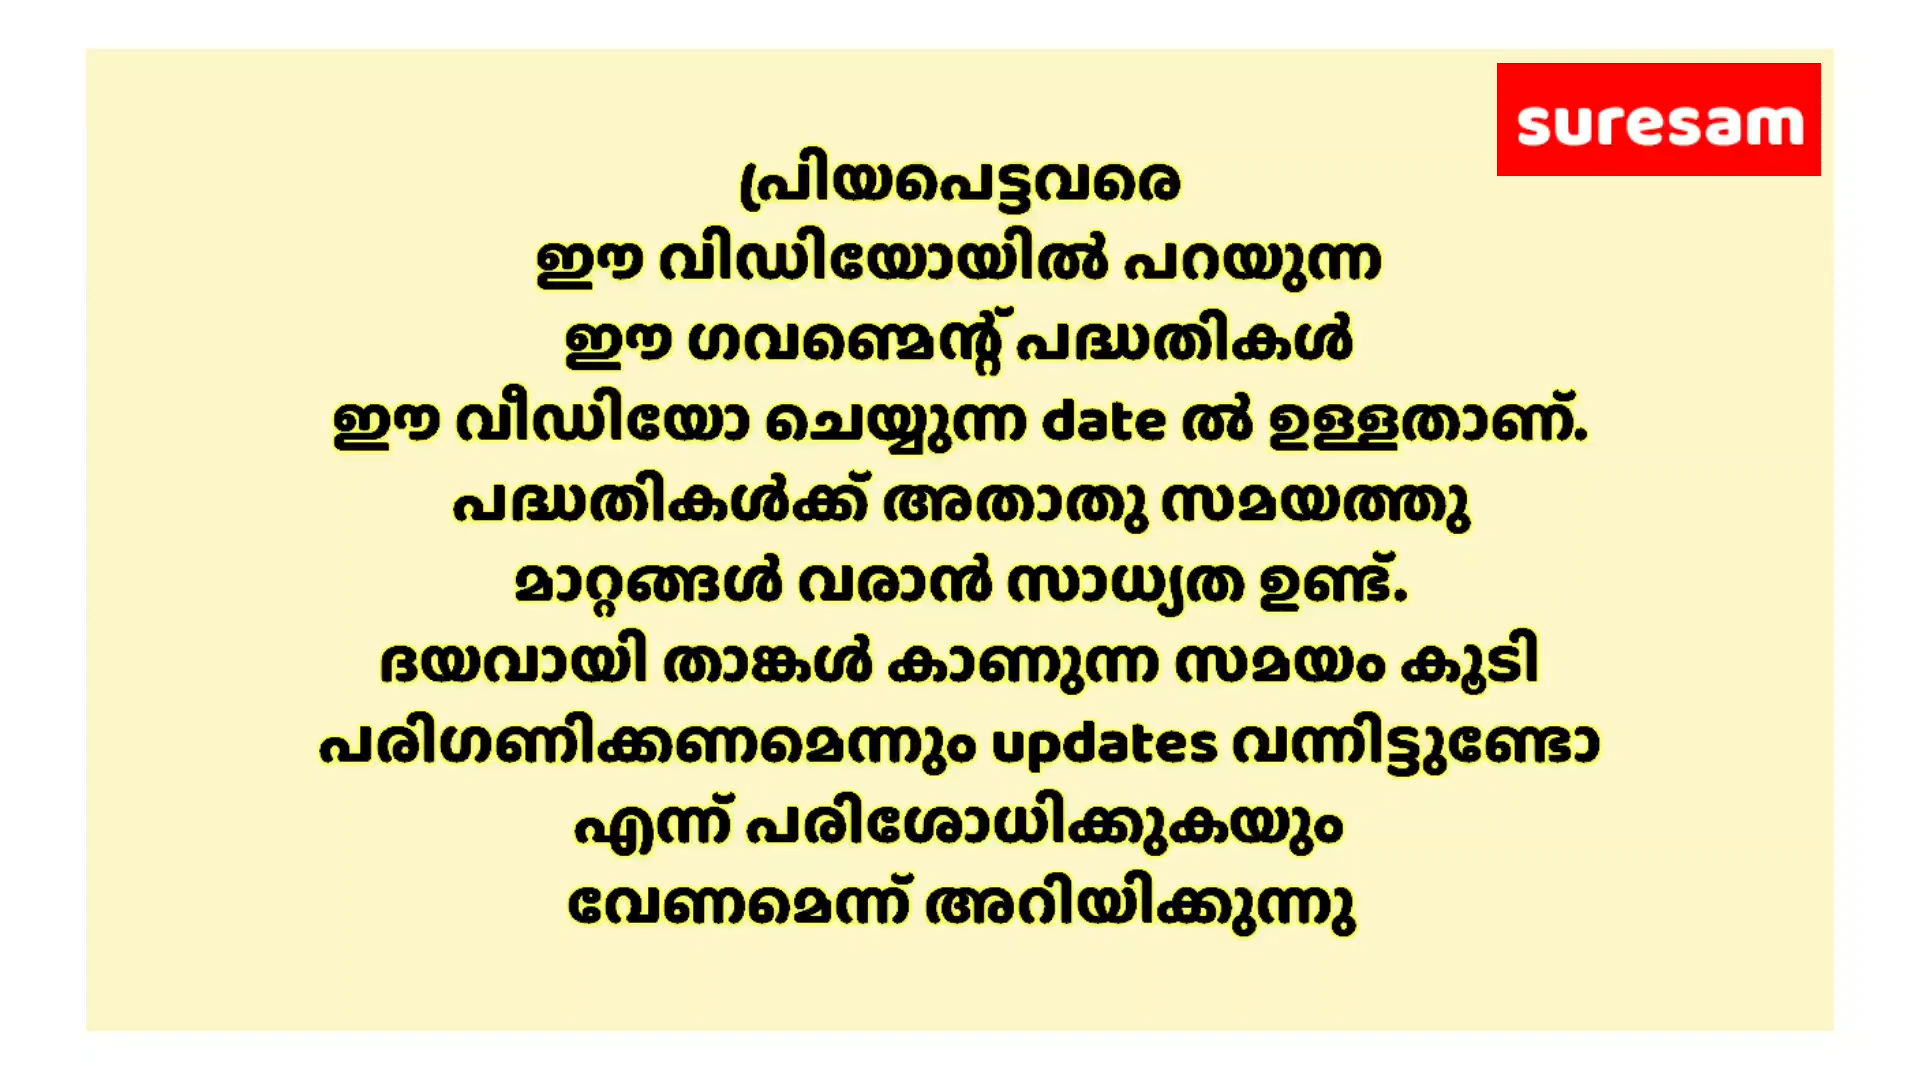 suresam
പ്രിയപെട്ടവരെ
ഈ വിഡിയോയിൽ പറയുന്ന
ഈ ഗവണ്മെന്റ് പദ്ധതികൾ
ഈ വീഡിയോ ചെയ്യുന്ന date ൽ ഉള്ളതാണ്.
പദ്ധതികൾക്ക് അതാതു സമയത്തു
മാറ്റങ്ങൾ വരാൻ സാധ്യത ഉണ്ട്.
ദയവായി താങ്കൾ കാണുന്ന സമയം കൂടി
പരിഗണിക്കണമെന്നും updates വന്നിട്ടുണ്ടോ
എന്ന് പരിശോധിക്കുകയും
വേണമെന്ന് അറിയിക്കുന്നു